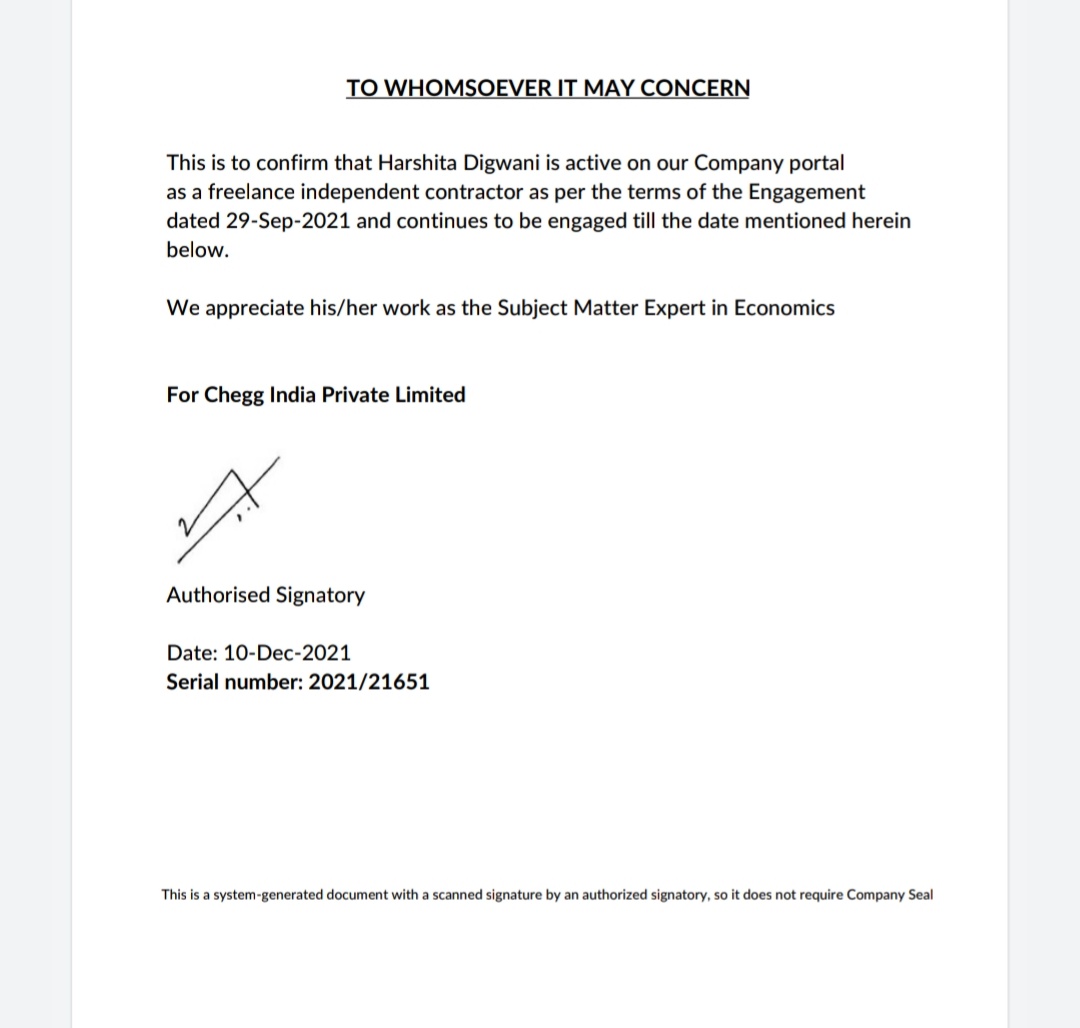 TO WHOMSOEVER IT MAY CONCERN
This is to confirm that Harshita Digwani is active on our Company portal
as a freelance independent contractor as per the terms of the Engagement
dated 29-Sep-2021 and continues to be engaged till the date mentioned herein
below.
We appreciate his/her work as the Subject Matter Expert in Economics
For Chegg India Private Limited
Authorised Signatory
Date: 10-Dec-2021
Serial number: 2021/21651
This is a system-generated document with a scanned signature by an authorized signatory, so it does not require Company Seal